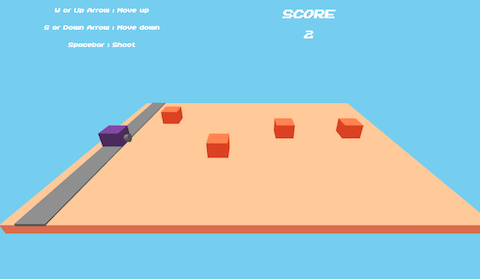 W or Up Arrow : Move up
S or Down Arrow : Move down
Spacebar : Shoot
SCORE
2